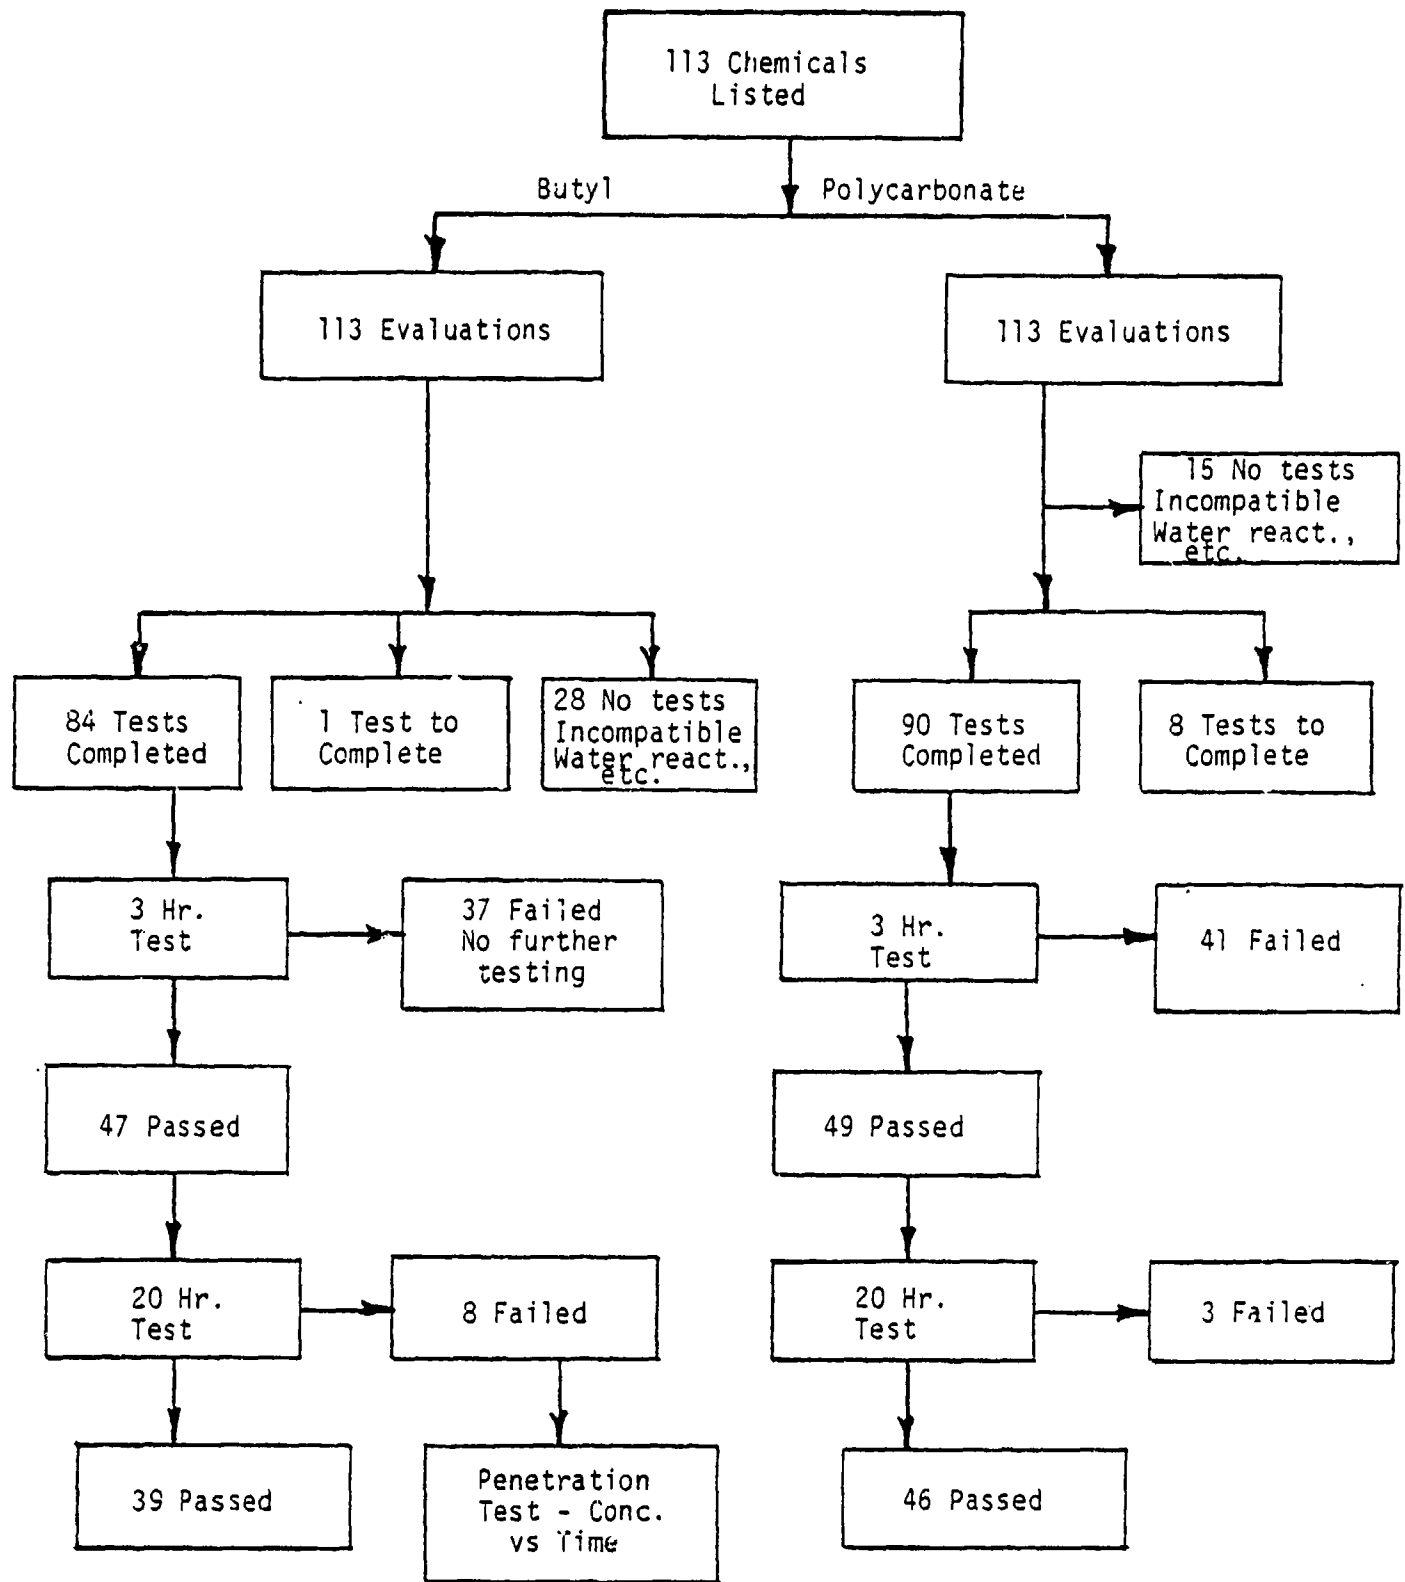 113 Chemicals
Listed
Butyl
Polycarbonate
113 Evaluations
113 Evaluations
15 No tests
Incompatible
Water react.,
etc.
84 Tests
Completed
1 Test to
Complete
28 No tests
Incompatible
Water react.,
etc.
90 Tests
Completed
8 Tests to
Complete
3 Hr.
Test
37 Failed
No further
testing
3 Hr.
Test
41 Failed
47 Passed
49 Passed
20 Hr.
Test
8 Failed
20 Hr.
Test
3 Failed
39 Passed
Penetration
Test - Conc.
vs Time
46 Passed